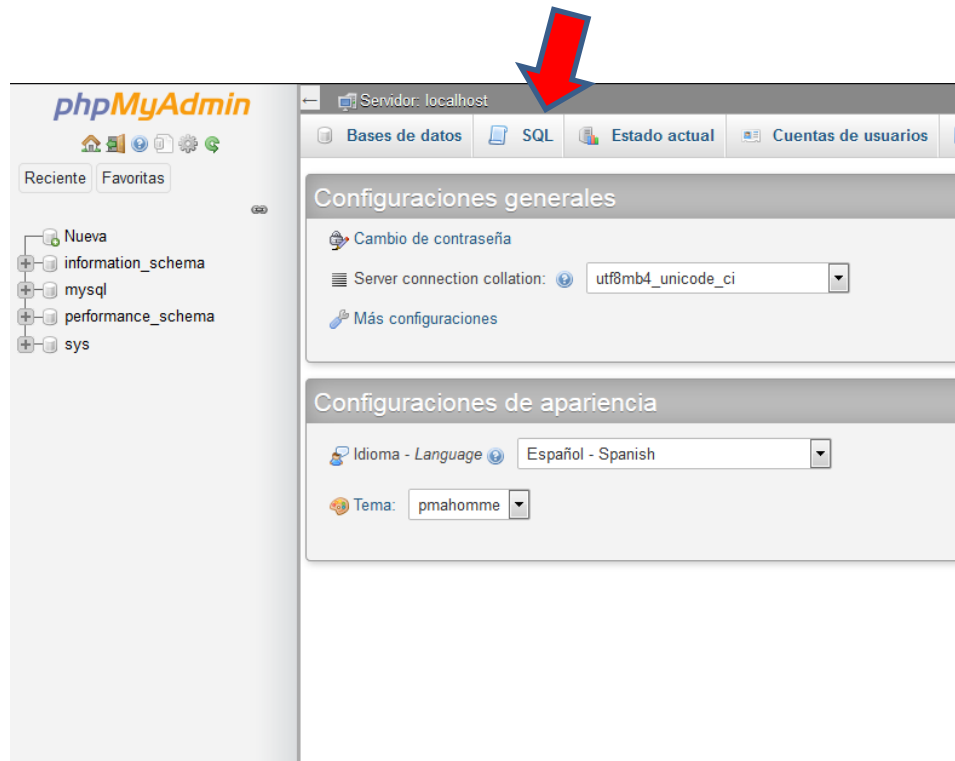 phpMyAdmin
Reciente Favoritas
Nueva
information_schema
mysql
performance_schema
sys
Servidor: localhost
Bases de datos SQL Estado actual Cuentas de usuarios
Configuraciones generales
Cambio de contraseña
Server connection collation: utf8mb4_unicode_ci
Más configuraciones
Configuraciones de apariencia
Idioma - Language Español - Spanish
Tema: pmahomme